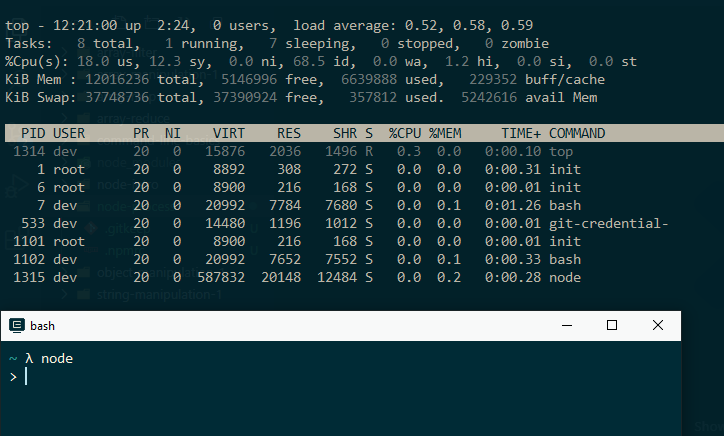 top - 12:21:00 up  2:24,  0 users,  load average: 0.52, 0.58, 0.59
Tasks:   8 total,   1 running,   7 sleeping,   0 stopped,   0 zombie
%Cpu(s): 18.0 us, 12.3 sy,  0.0 ni, 68.5 id,  0.0 wa,  1.2 hi,  0.0 si,  0.0 st
KiB Mem : 12016236 total,  5146996 free,  6639888 used,   229352 buff/cache
KiB Swap: 37748736 total, 37390924 free,   357812 used.  5242616 avail Mem
array-reduce
PID USER      PR  NI    VIRT    RES    SHR S  %CPU %MEM     TIME+ COMMAND
1314 dev       20   0   15876   2036   1496 R   0.3  0.0   0:00.10 top
1 root      20   0    8892    308    272 S   0.0  0.0   0:00.31 init
6 root      20   0    8900    216    168 S   0.0  0.0   0:00.01 init
7 dev       20   0   20992   7784   7680 S   0.0  0.1   0:01.26 bash
533 dev       20   0   14480   1196   1012 S   0.0  0.0   0:00.01 git-credential-
1101 root      20   0    8900    216    168 S   0.0  0.0   0:00.01 init
1102 dev       20   0   20992   7652   7552 S   0.0  0.1   0:00.33 bash
1315 dev       20   0  587832  20148  12484 S   0.0  0.2   0:00.28 node
string-manipulation-1
bash
~ λ node
>
Show